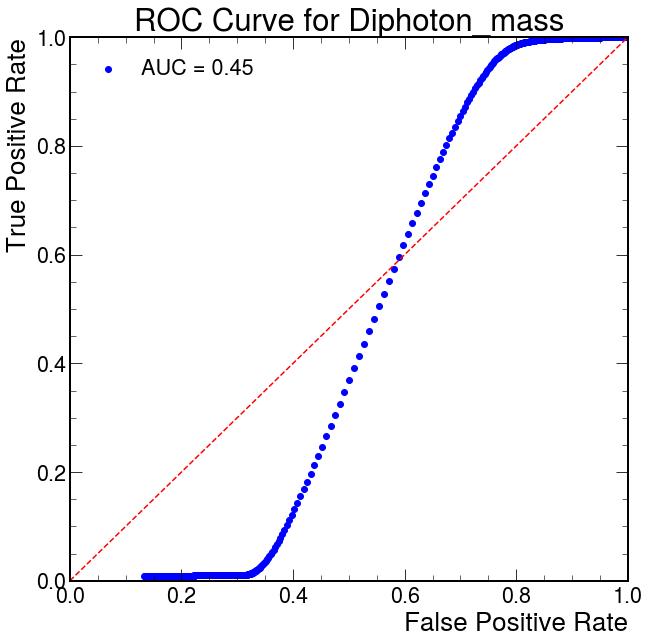 ROC Curve for Diphoton_mass
AUC = 0.45
True Positive Rate
1.0
0.8
0.6
0.4
0.2
0.0
0.0 0.2 0.4 0.6 0.8 1.0
False Positive Rate